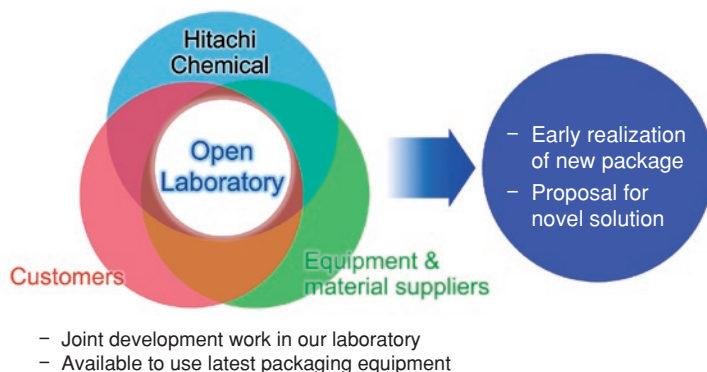 Hitachi
Chemical
Open
Laboratory
Customers
Equipment &
material suppliers
− Early realization
of new package
− Proposal for
novel solution
− Joint development work in our laboratory
− Available to use latest packaging equipment